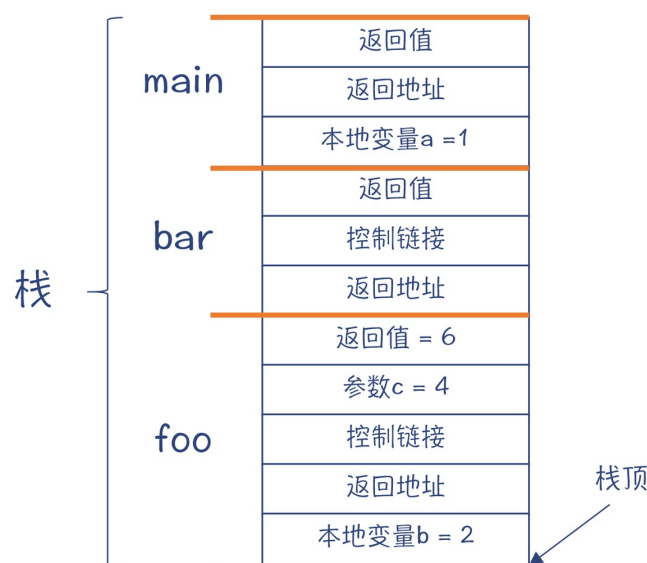 栈
main
返回值
返回地址
本地变量a =1
bar
返回值
控制链接
返回地址
foo
返回值 = 6
参数c = 4
控制链接
返回地址
本地变量b = 2
栈顶